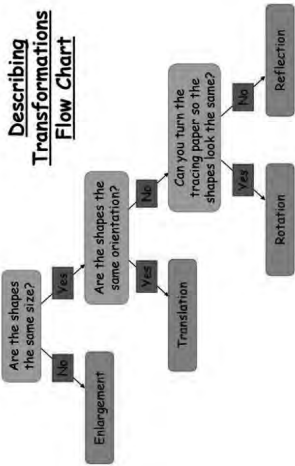 Describing
Transformations
Flow Chart
Are the shapes
the same size?
No
Yes
Enlargement
Are the shapes the
same orientation?
Yes
No
Translation
Can you turn the
tracing paper so the
shapes look the same?
Yes
No
Rotation
Reflection